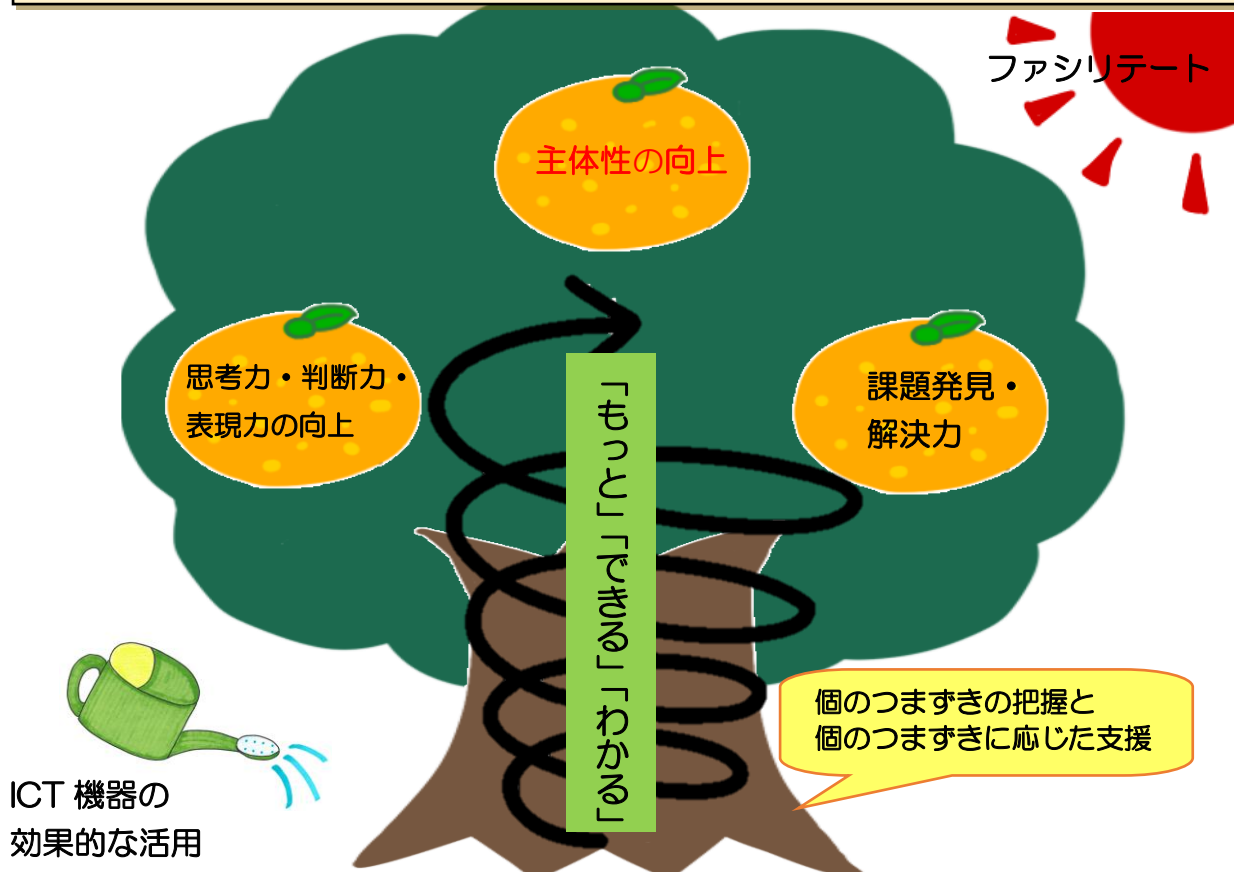 ファシリテート
主体性の向上
思考力・判断力・
表現力の向上
課題発見・
解決力
「もっと」「できる」「わかる」
個のつまずきの把握と
個のつまずきに応じた支援
ICT 機器の
効果的な活用